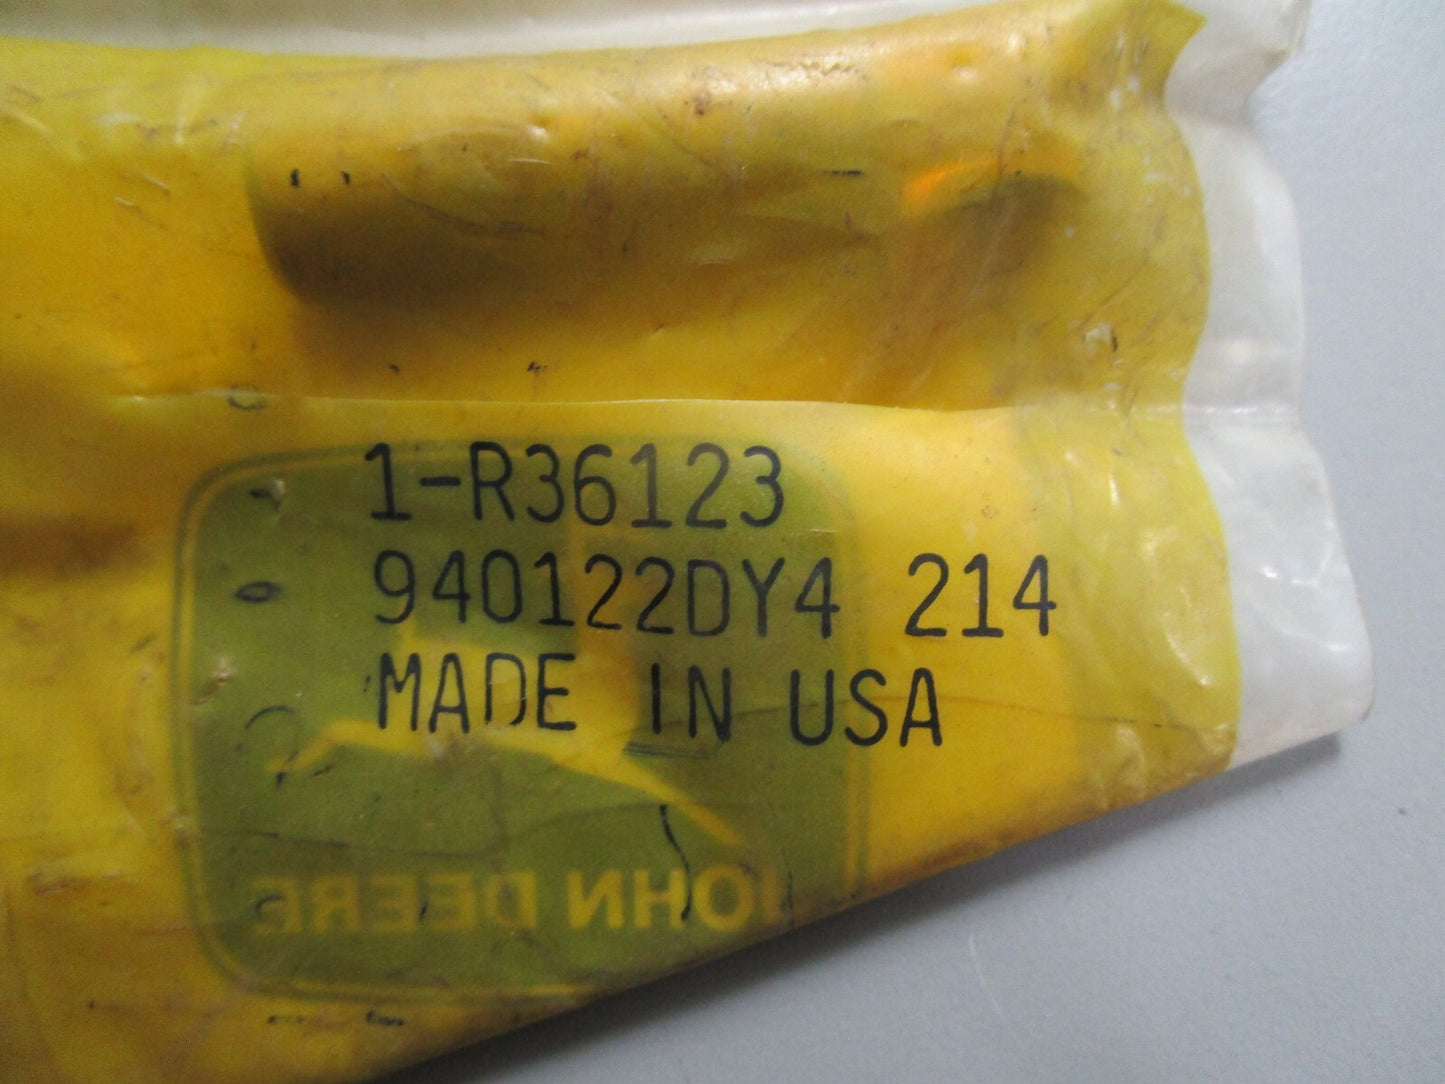 1-R36123
940122DY4 214
MADE IN USA
JOHN DEERE